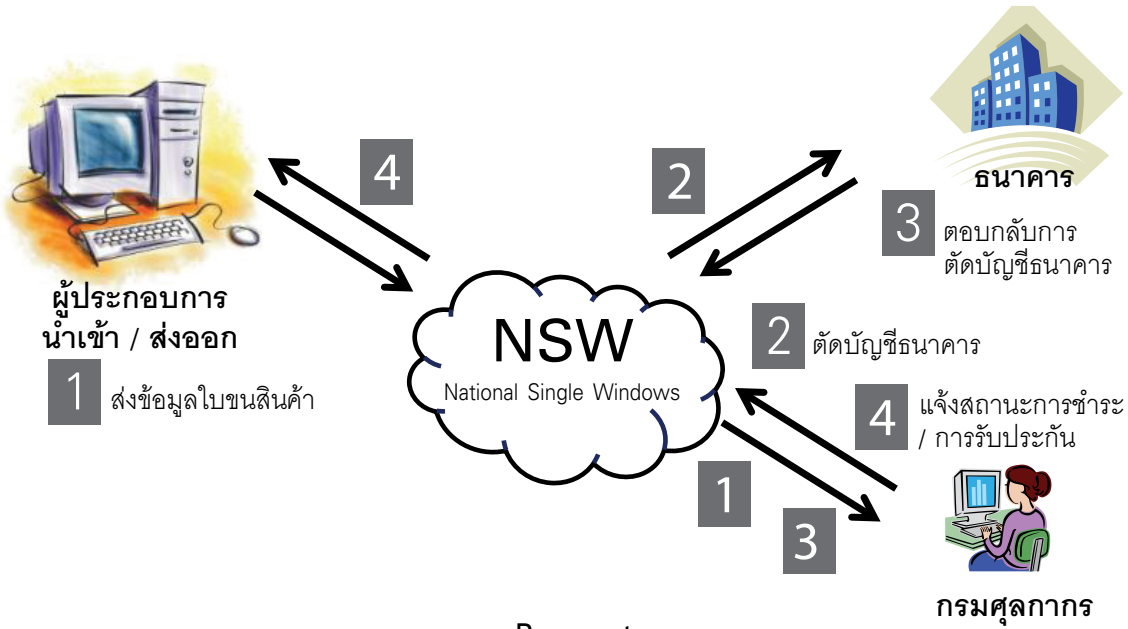 4
2
ธนาคาร
3
ตอบกลับการ
ตัดบัญชีธนาคาร
ผู้ประกอบการ
นำเข้า / ส่งออก
1 ส่งข้อมูลใบขนสินค้า
NSW
National Single Windows
2 ตัดบัญชีธนาคาร
4
แจ้งสถานะการชำระ
/ การรับประกัน
1
3
กรมศุลกากร